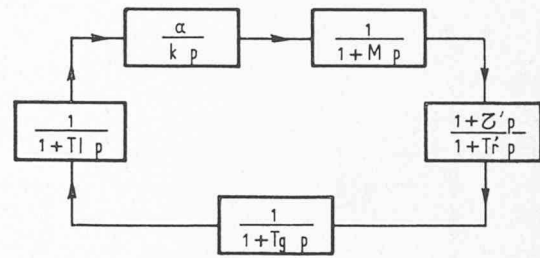 α
k p
1
1 + M p
1 + Ʈ' p
1 + Tr' p
1
1 + Tg p
1
1 + Tl p